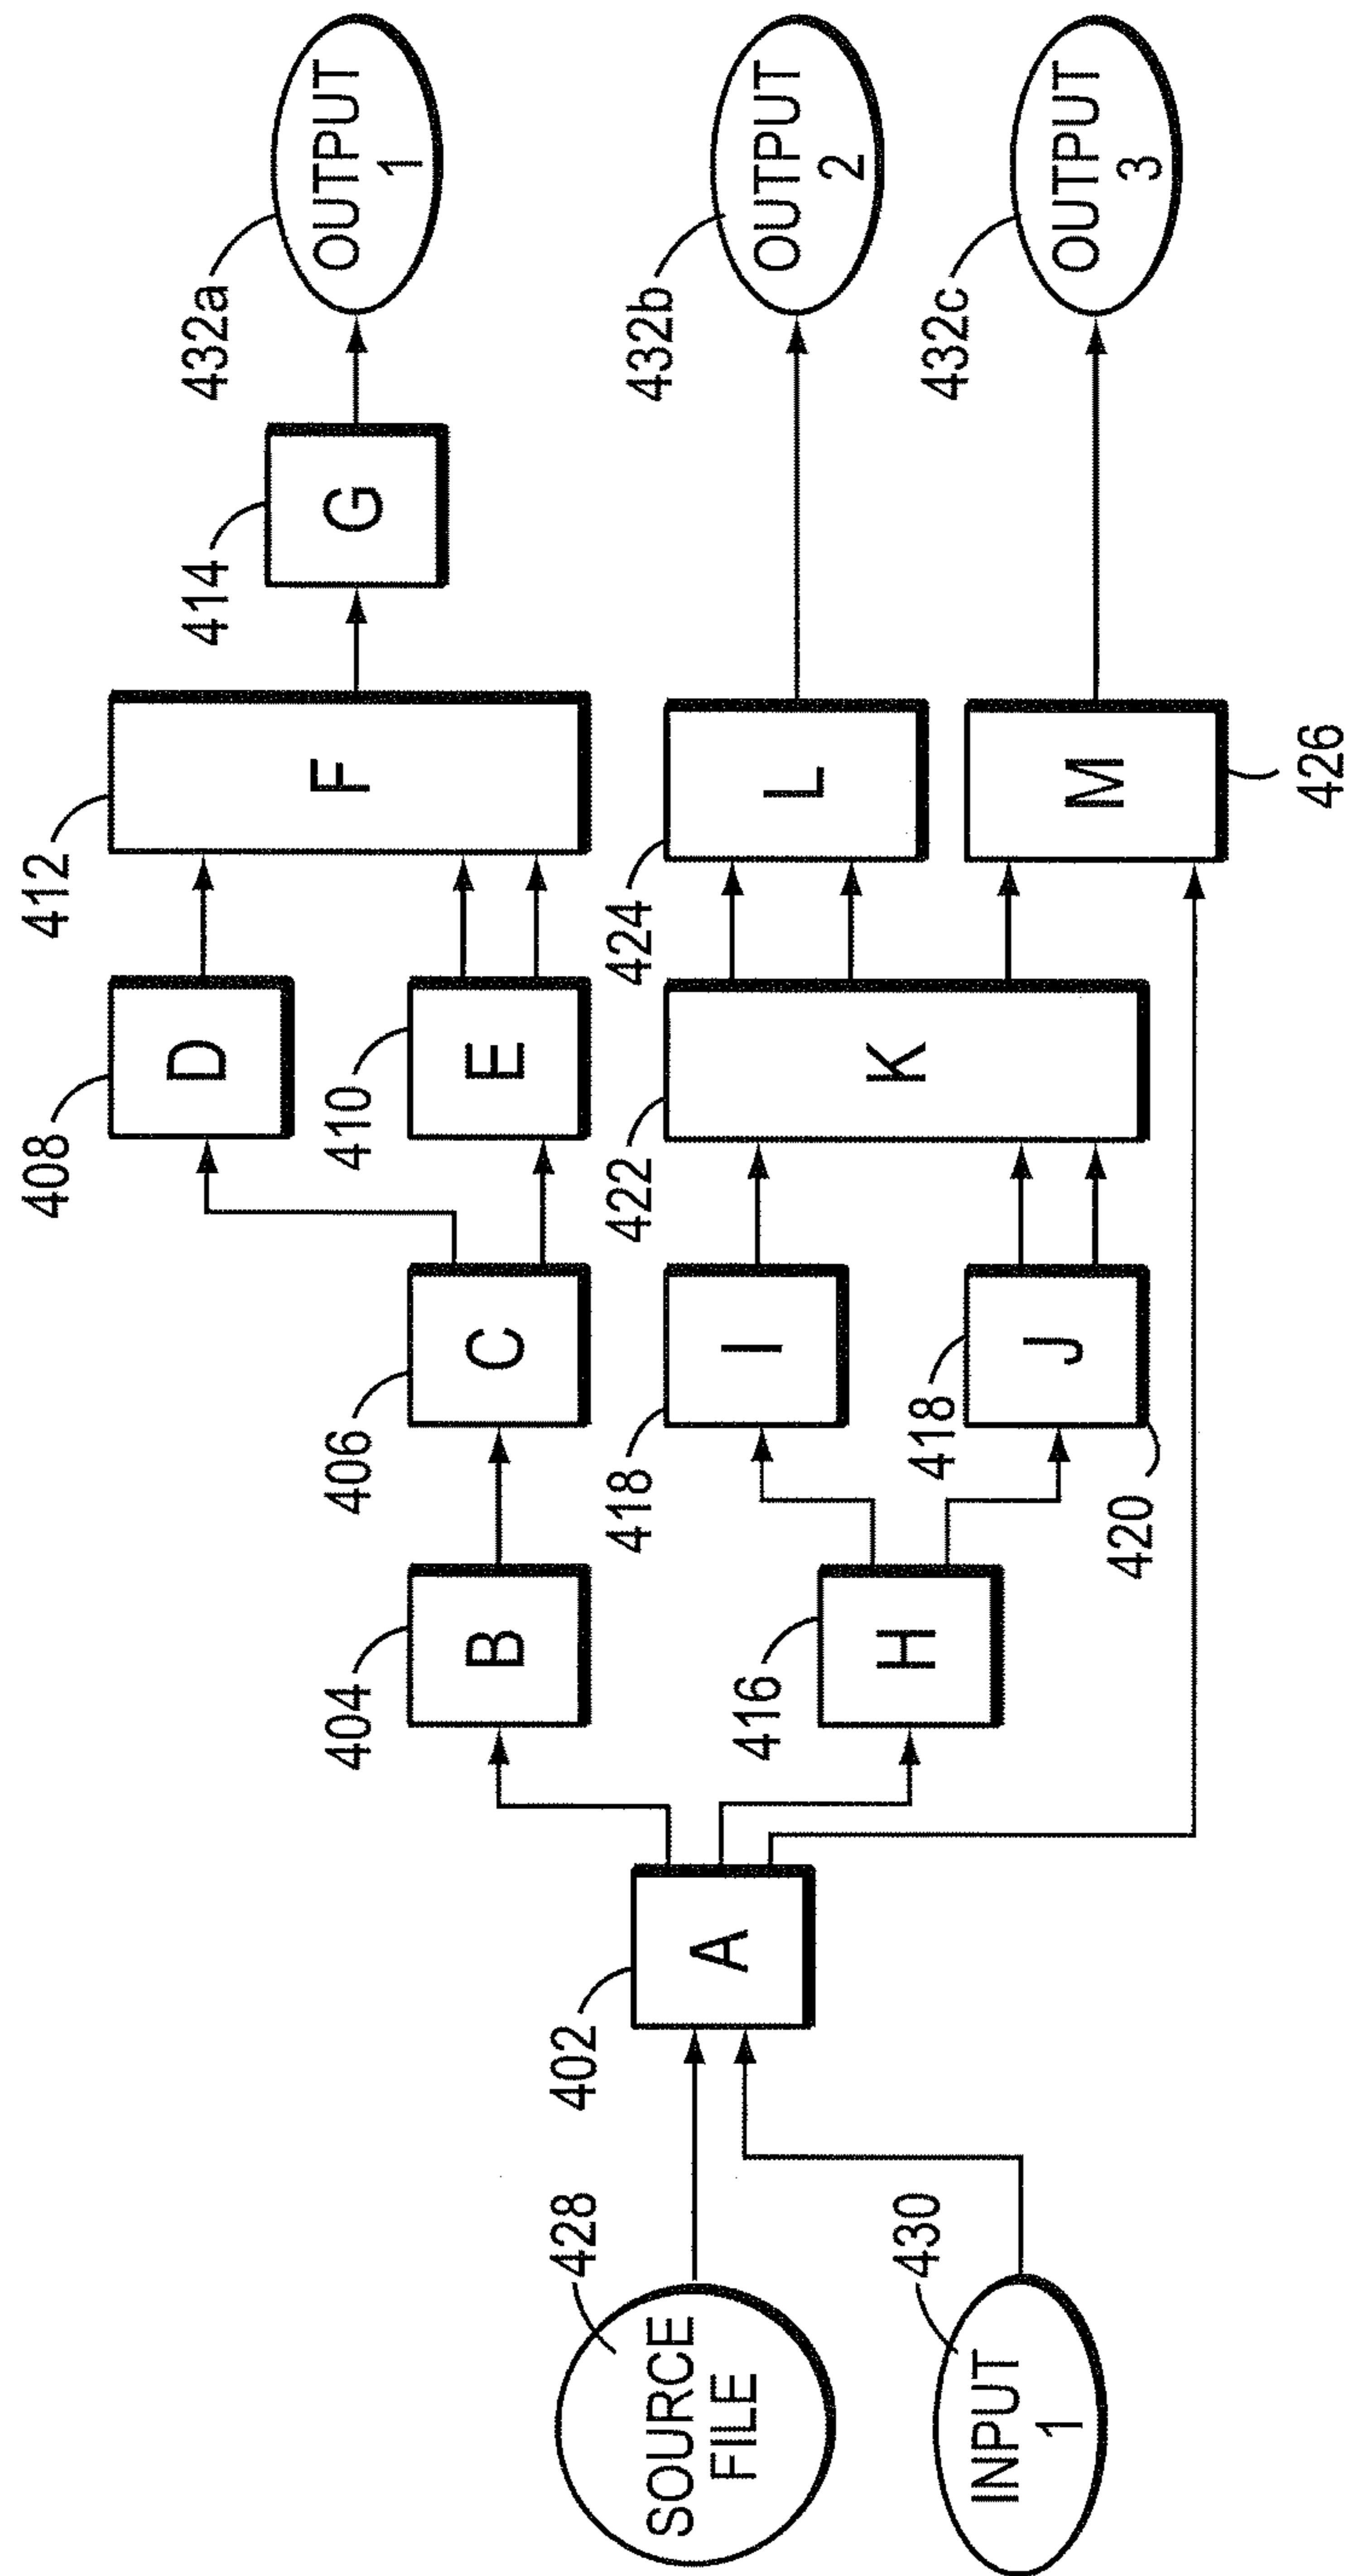 SOURCE
FILE
428
INPUT
1
430
402
A
404
B
406
C
408
D
410
E
412
F
414
G
432a
OUTPUT
1
416
H
418
I
418
J
420
422
K
424
L
432b
OUTPUT
2
M
426
432c
OUTPUT
3